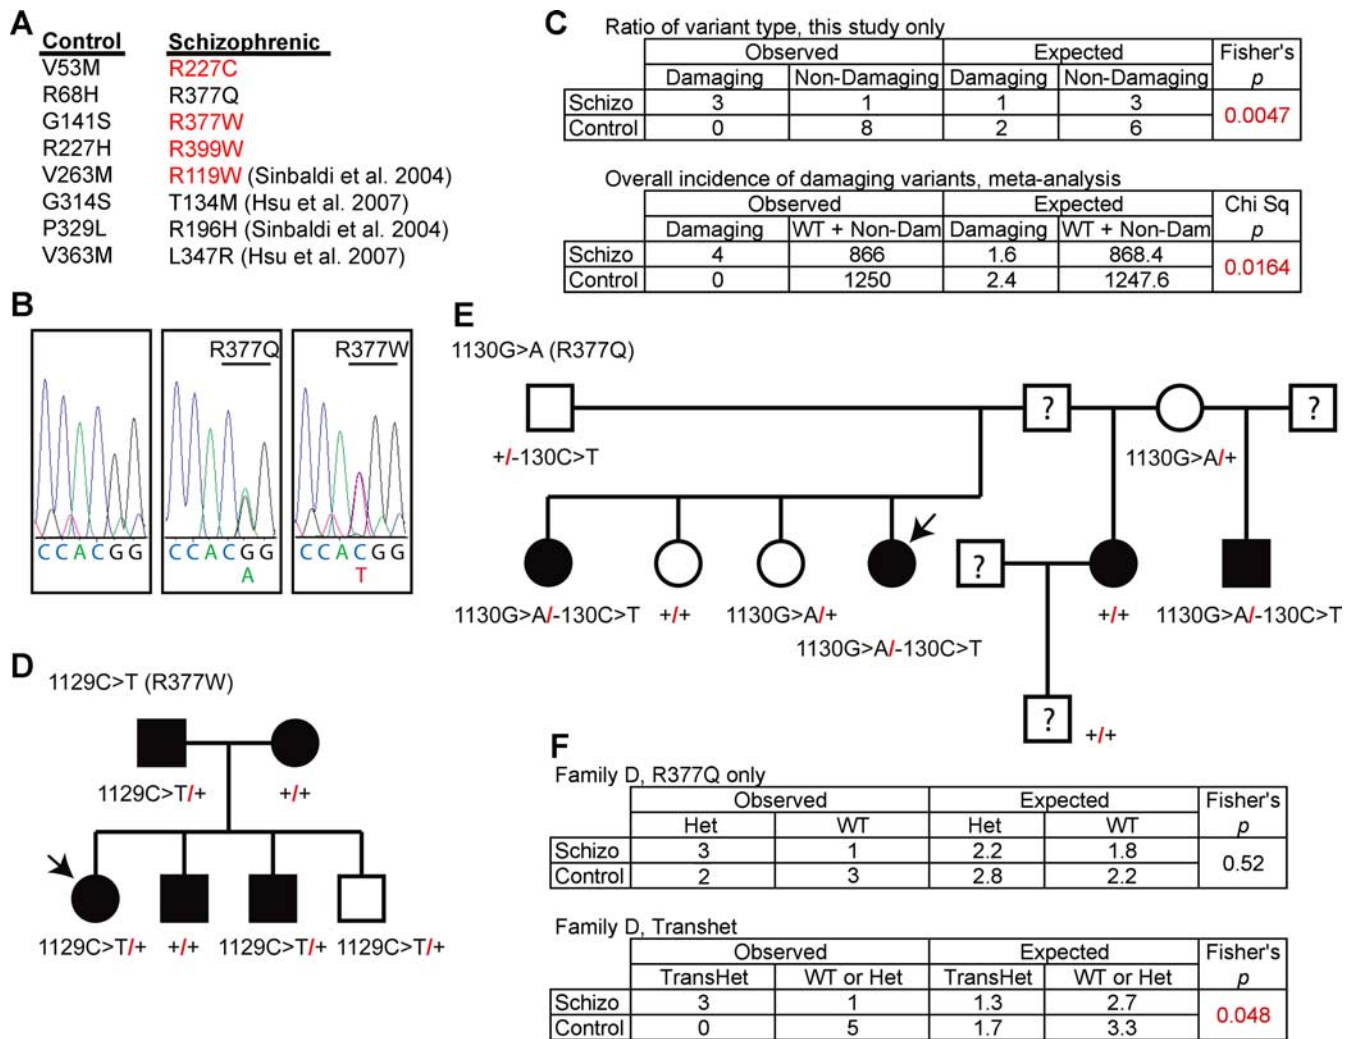 A
Control Schizophrenic
V53M R227C
R68H R377Q
G141S R377W
R227H R399W
V263M R119W (Sinbaldi et al. 2004)
G314S T134M (Hsu et al. 2007)
P329L R196H (Sinbaldi et al. 2004)
V363M L347R (Hsu et al. 2007)
B
R377Q R377W
CCACGG CCACGG CCACGG
A T
C
Ratio of variant type, this study only
Observed Expected Fisher's
Damaging Non-Damaging Damaging Non-Damaging p
Schizo 3 1 1 3 0.0047
Control 0 8 2 6
Overall incidence of damaging variants, meta-analysis
Observed Expected Chi Sq
Damaging WT + Non-Dam Damaging WT + Non-Dam p
Schizo 4 866 1.6 868.4 0.0164
Control 0 1250 2.4 1247.6
D
1129C>T (R377W)
1129C>T/+ +/+
1129C>T/+ +/+ 1129C>T/+ 1129C>T/+
E
1130G>A (R377Q)
? ?
+/-130C>T 1130G>A/+
?
1130G>A/-130C>T +/+ 1130G>A/+ +/+ 1130G>A/-130C>T
1130G>A/-130C>T
? +/+
F
Family D, R377Q only
Observed Expected Fisher's
Het WT Het WT p
Schizo 3 1 2.2 1.8 0.52
Control 2 3 2.8 2.2
Family D, Transhet
Observed Expected Fisher's
TransHet WT or Het TransHet WT or Het p
Schizo 3 1 1.3 2.7 0.048
Control 0 5 1.7 3.3